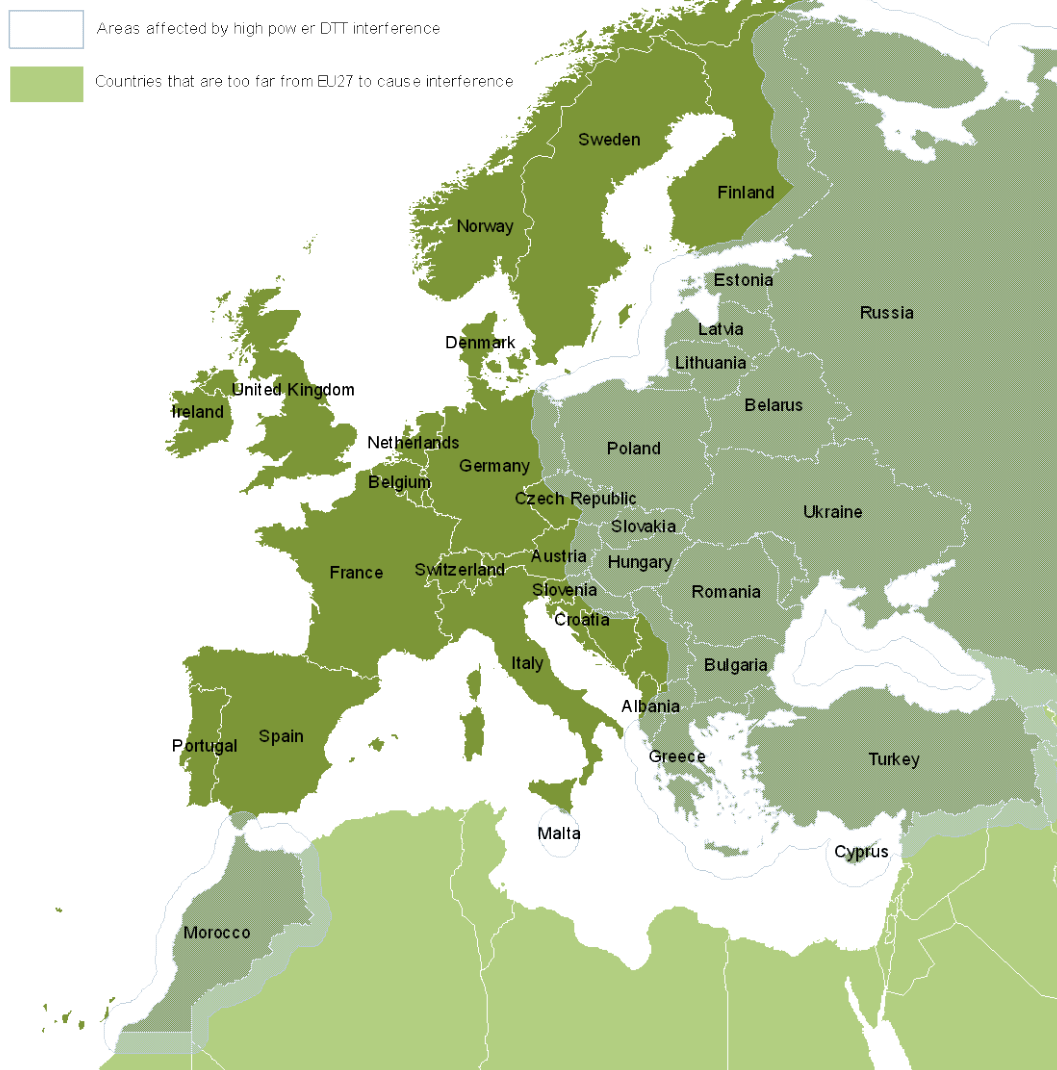 Areas affected by high power DTT interference
Countries that are too far from EU27 to cause interference
Sweden
Finland
Norway
Estonia
Russia
Latvia
Denmark
Lithuania
United Kingdom
Belarus
Ireland
Netherlands
Poland
Germany
Belgium
Czech Republic
Ukraine
Slovakia
Austria
Hungary
France
Switzerland
Slovenia
Romania
Croatia
Italy
Bulgaria
Albania
Portugal
Spain
Greece
Turkey
Malta
Cyprus
Morocco